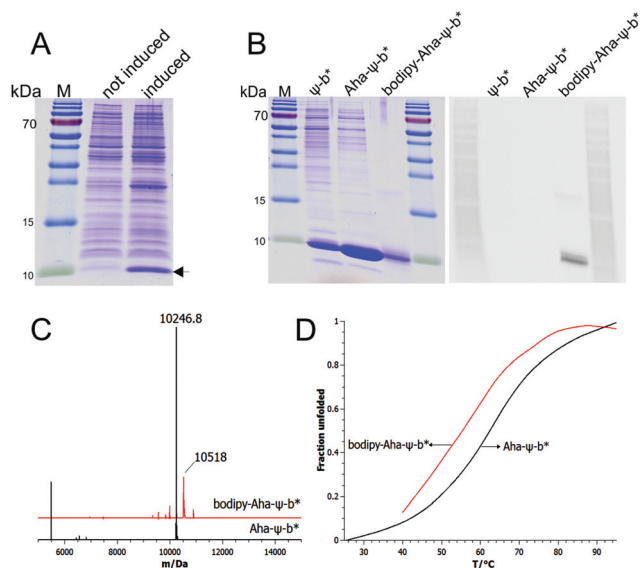 A
kDa M not induced induced
70
15
10
B
kDa M ψ-b* Aha-ψ-b* bodipy-Aha-ψ-b*
70
15
10
ψ-b* Aha-ψ-b* bodipy-Aha-ψ-b*
C
10246.8
10518
bodipy-Aha-ψ-b*
Aha-ψ-b*
6000 8000 10000 12000 14000
m/Da
D
Fraction unfolded
1
0.8
0.6
0.4
0.2
0
bodipy-Aha-ψ-b*
Aha-ψ-b*
30 40 50 60 70 80 90
T/°C